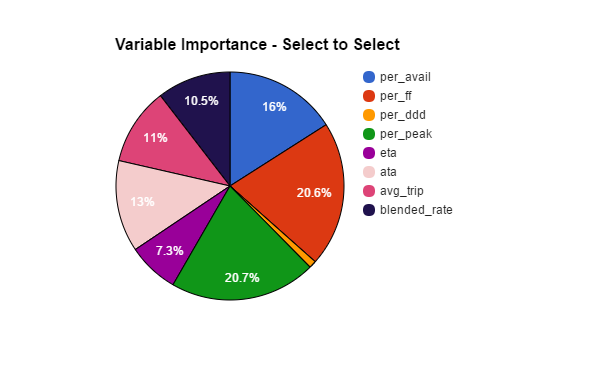 Variable Importance - Select to Select
per_avail
per_ff
per_ddd
per_peak
eta
ata
avg_trip
blended_rate
10.5%
16%
11%
20.6%
13%
7.3%
20.7%